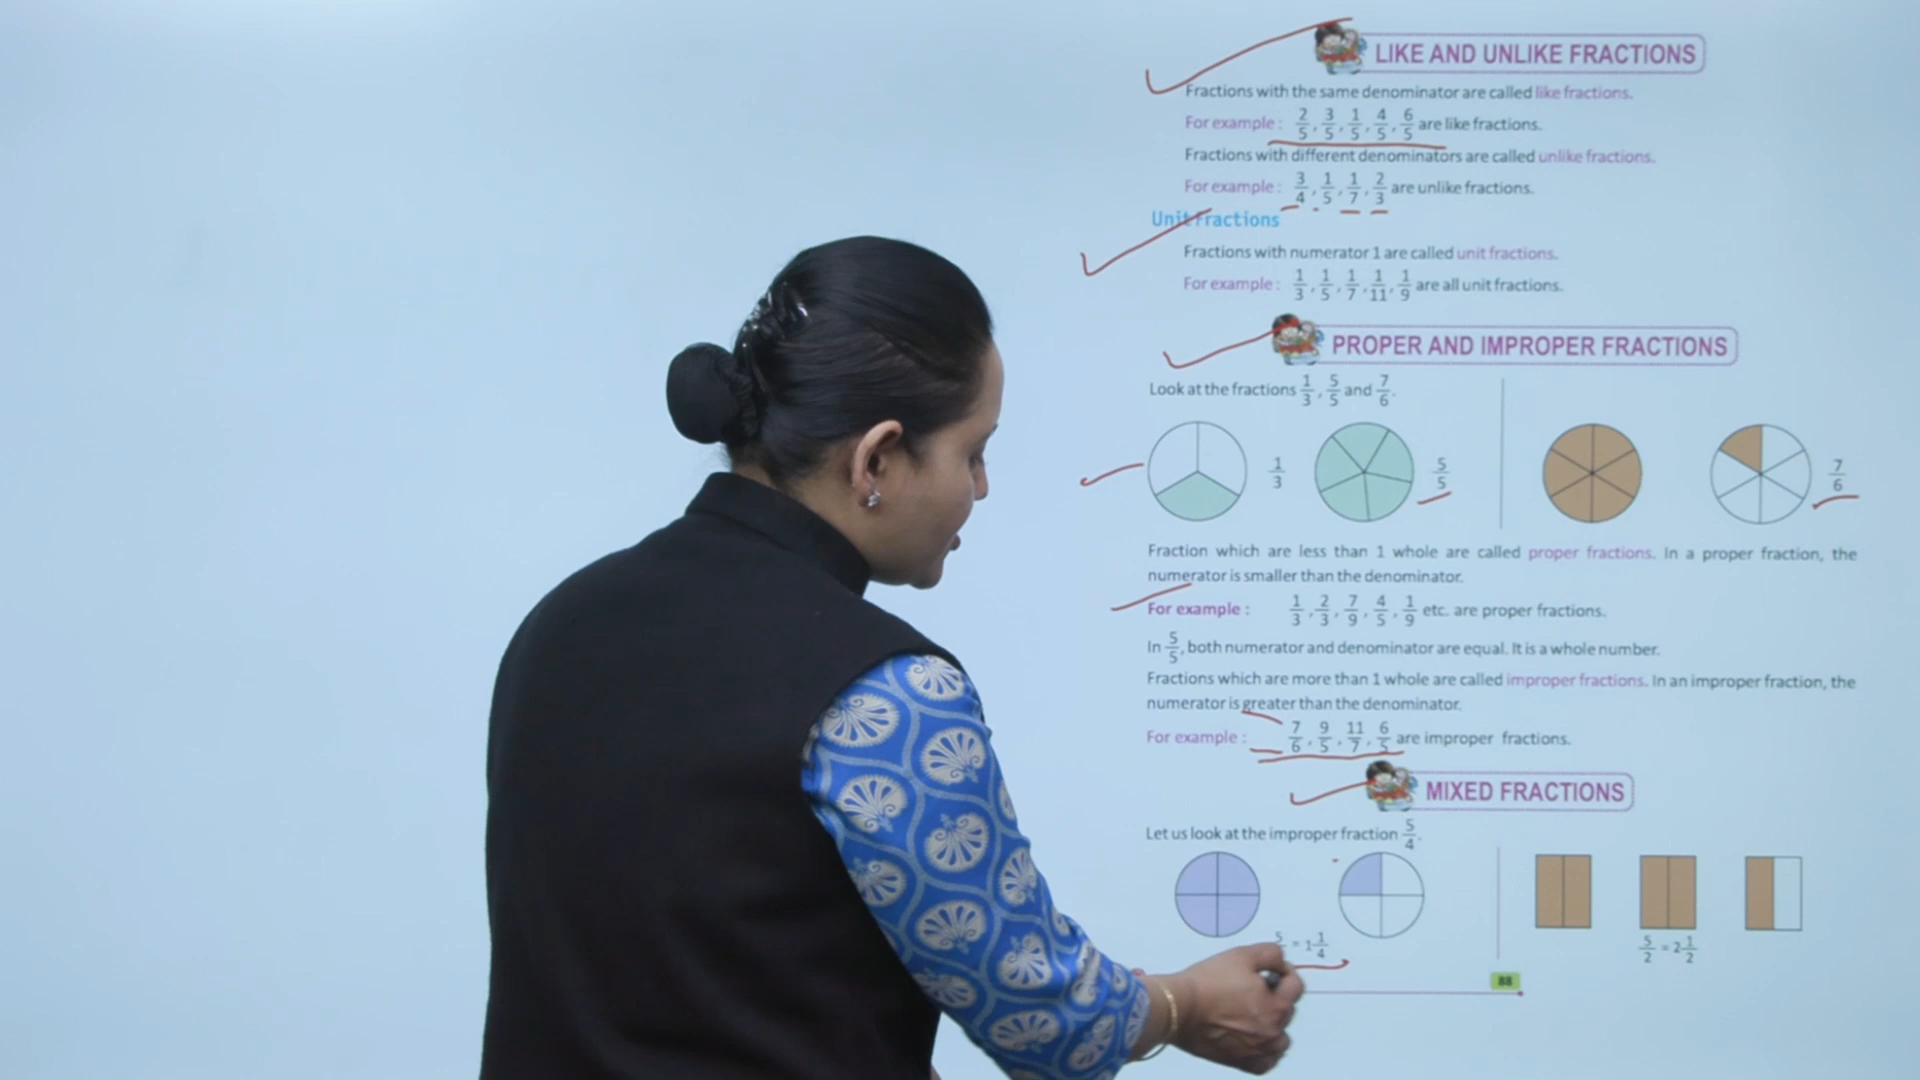 LIKE AND UNLIKE FRACTIONS
Fractions with the same denominator are called like fractions.
For example : 2/5, 3/5, 1/5, 4/5, 6/5 are like fractions.
Fractions with different denominators are called unlike fractions.
For example : 3/4, 1/5, 1/7, 2/3 are unlike fractions.
Unit Fractions
Fractions with numerator 1 are called unit fractions.
For example : 1/3, 1/5, 1/7, 1/11, 1/9 are all unit fractions.
PROPER AND IMPROPER FRACTIONS
Look at the fractions 1/3, 5/5 and 7/6.
1/3 5/5 7/6
Fraction which are less than 1 whole are called proper fractions. In a proper fraction, the
numerator is smaller than the denominator.
For example : 1/3, 2/3, 7/9, 4/5, 1/9 etc. are proper fractions.
In 5/5, both numerator and denominator are equal. It is a whole number.
Fractions which are more than 1 whole are called improper fractions. In an improper fraction, the
numerator is greater than the denominator.
For example : 7/6, 9/5, 11/7, 6/5 are improper fractions.
MIXED FRACTIONS
Let us look at the improper fraction 5/4.
= 1 1/4
5/2 = 2 1/2
88